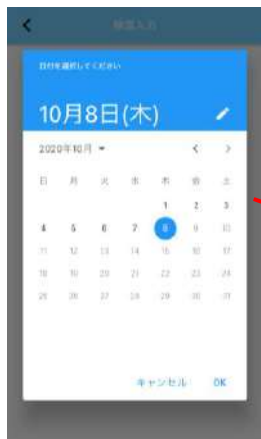 日付を選択してください
10月8日(木)
2020年10月
日 月 火 水 木 金 土
1 2 3
4 5 6 7 8 9 10
11 12 13 14 15 16 17
18 19 20 21 22 23 24
25 26 27 28 29 30 31
キャンセル OK